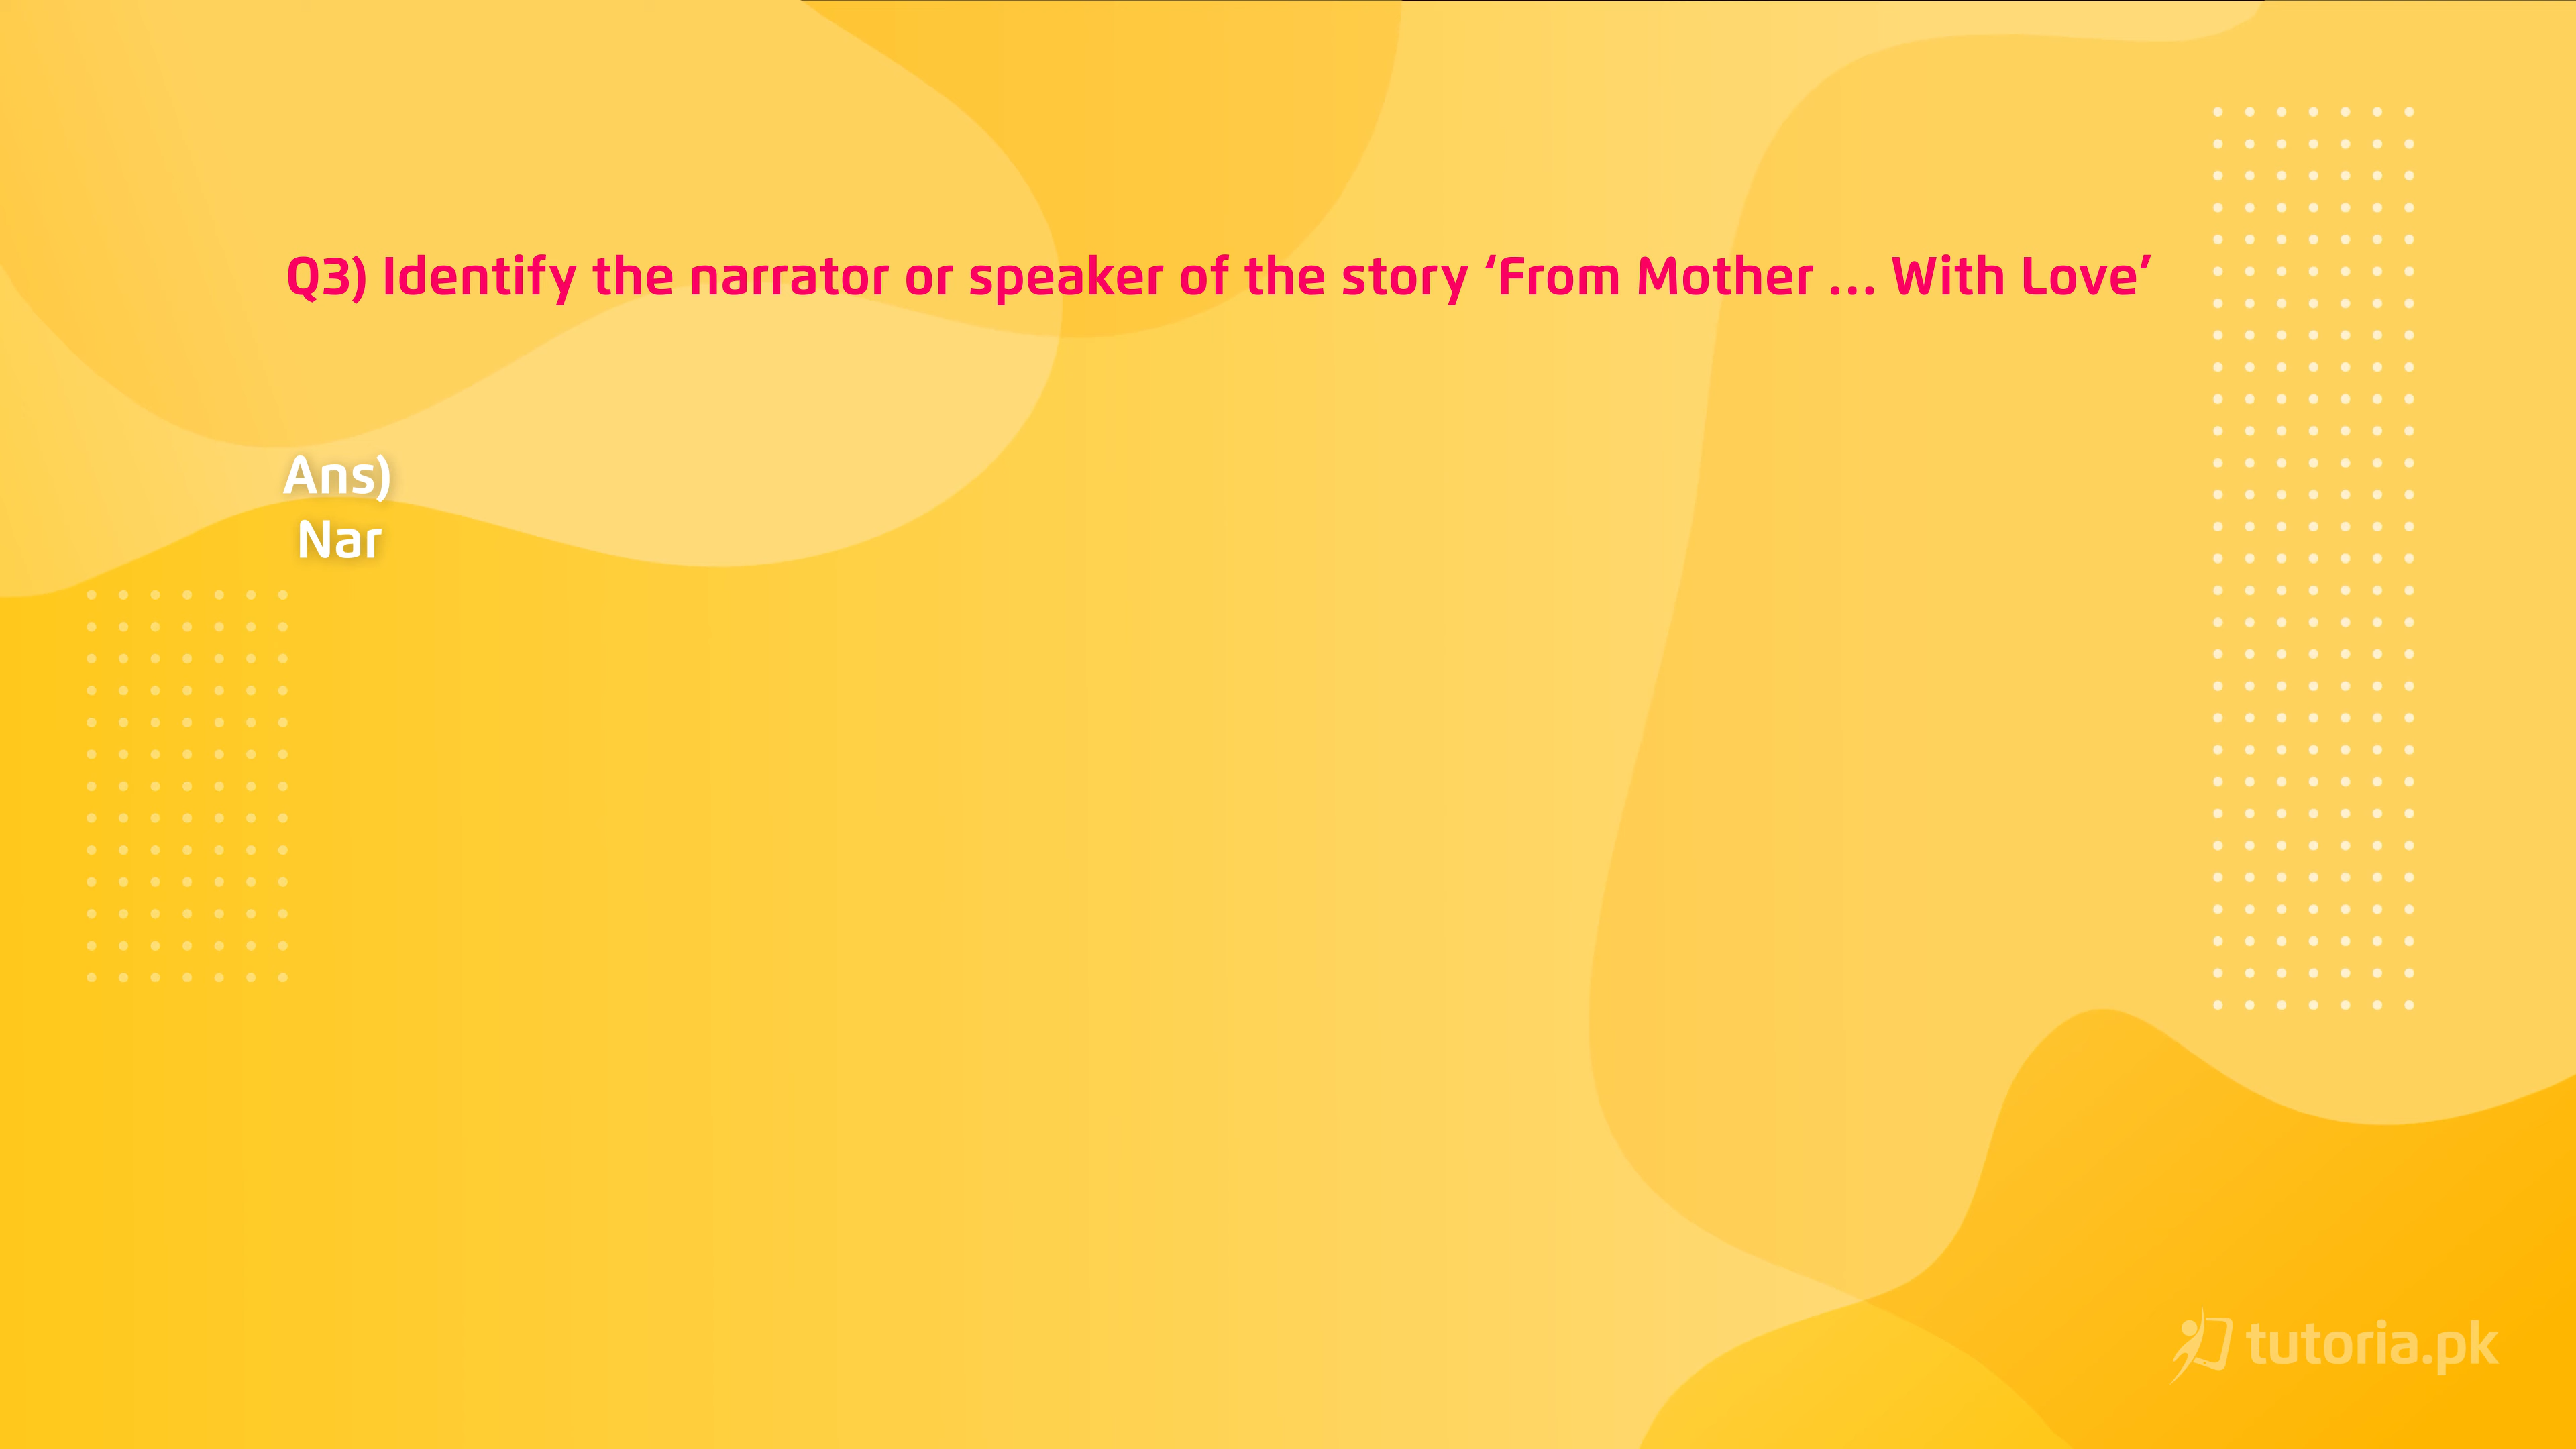 Q3) Identify the narrator or speaker of the story ‘From Mother ... With Love’
Ans)
Nar
tutoria.pk